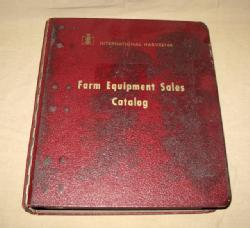 INTERNATIONAL HARVESTER
Farm Equipment Sales
Catalog